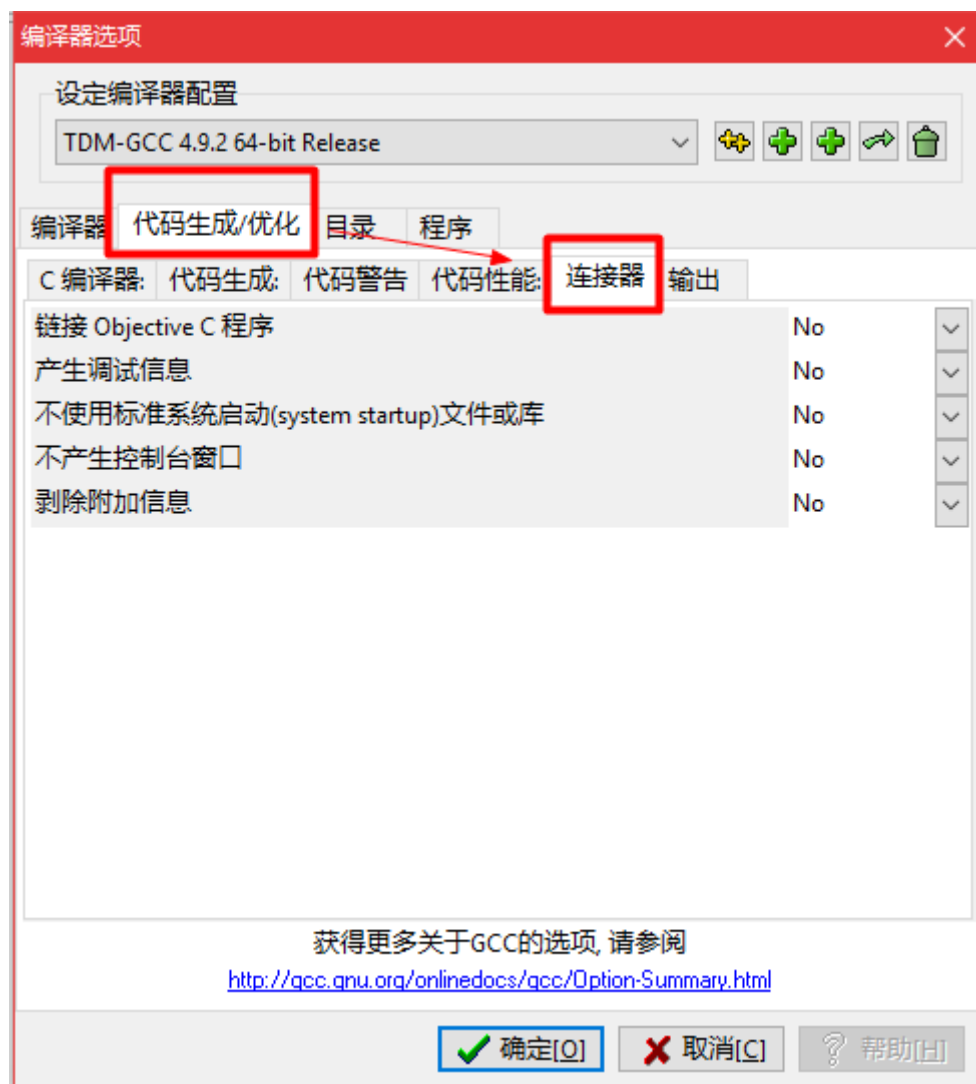 编译器选项
设定编译器配置
TDM-GCC 4.9.2 64-bit Release
编译器 代码生成/优化 目录 程序
C 编译器: 代码生成: 代码警告 代码性能: 连接器 输出
链接 Objective C 程序 No
产生调试信息 No
不使用标准系统启动(system startup)文件或库 No
不产生控制台窗口 No
剥除附加信息 No
获得更多关于GCC的选项, 请参阅
http://gcc.gnu.org/onlinedocs/gcc/Option-Summary.html
确定[O] 取消[C] 帮助[H]